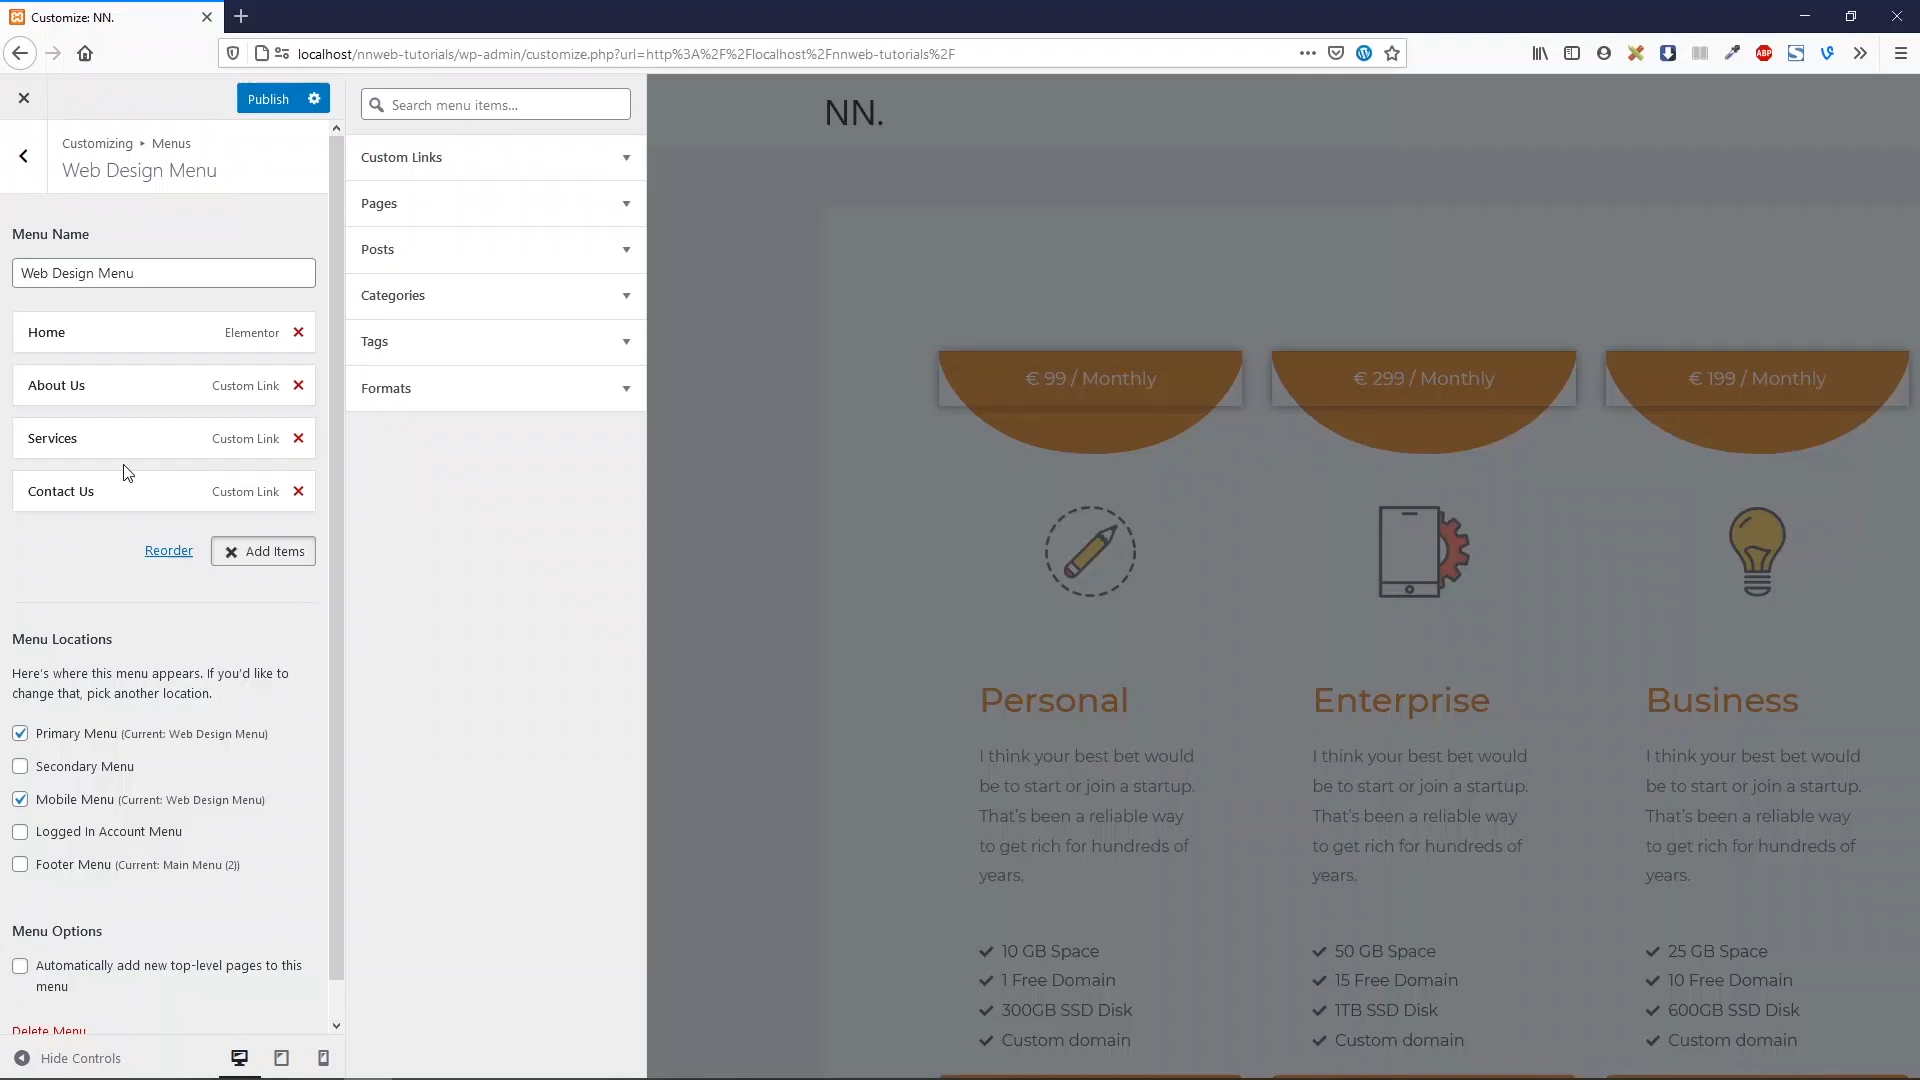 Customize: NN.
localhost/nnweb-tutorials/wp-admin/customize.php?url=http%3A%2F%2Flocalhost%2Fnnweb-tutorials%2F
ABP
Publish
Customizing ▸ Menus
Web Design Menu
Menu Name
Web Design Menu
Home Elementor
About Us Custom Link
Services Custom Link
Contact Us Custom Link
Reorder Add Items
Menu Locations
Here's where this menu appears. If you'd like to
change that, pick another location.
Primary Menu (Current: Web Design Menu)
Secondary Menu
Mobile Menu (Current: Web Design Menu)
Logged In Account Menu
Footer Menu (Current: Main Menu (2))
Menu Options
Automatically add new top-level pages to this
menu
Delete Menu
Hide Controls
Search menu items...
Custom Links
Pages
Posts
Categories
Tags
Formats
NN.
€ 99 / Monthly
Personal
I think your best bet would
be to start or join a startup.
That's been a reliable way
to get rich for hundreds of
years.
10 GB Space
1 Free Domain
300GB SSD Disk
Custom domain
€ 299 / Monthly
Enterprise
I think your best bet would
be to start or join a startup.
That's been a reliable way
to get rich for hundreds of
years.
50 GB Space
15 Free Domain
1TB SSD Disk
Custom domain
€ 199 / Monthly
Business
I think your best bet would
be to start or join a startup.
That's been a reliable way
to get rich for hundreds of
years.
25 GB Space
10 Free Domain
600GB SSD Disk
Custom domain